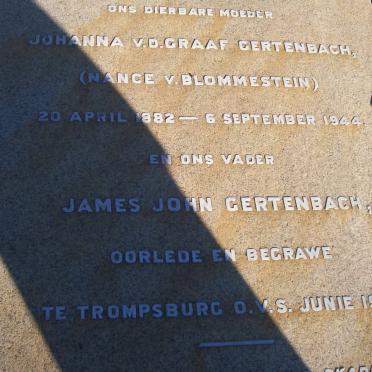 ONS DIERBARE MOEDER
JOHANNA V.D.GRAAF GERTENBACH,
(NANCE V.BLOMMESTEIN)
20 APRIL 1882 — 6 SEPTEMBER 1944.
EN ONS VADER
JAMES JOHN GERTENBACH,
OORLEDE EN BEGRAWE
TE TROMPSBURG O.V.S. JUNIE